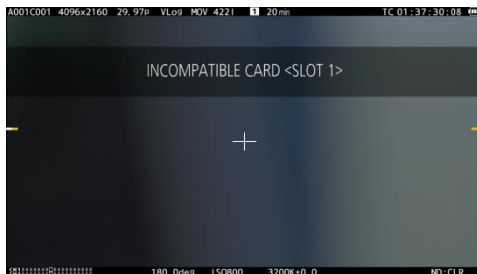 A001C001 4096x2160 29.97P VLog MOV 422I 1 20min TC 01:37:30:08
INCOMPATIBLE CARD <SLOT 1>
180.0deg ISO800 3200K+0.0 ND:CLR